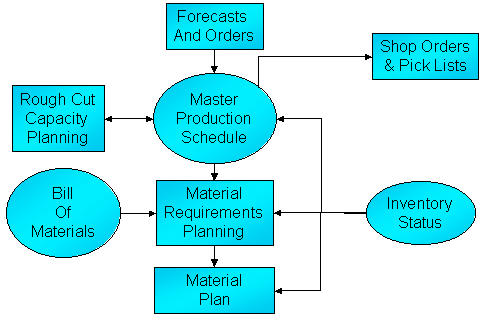 Forecasts
And Orders
Shop Orders
& Pick Lists
Rough Cut
Capacity
Planning
Master
Production
Schedule
Bill
Of
Materials
Material
Requirements
Planning
Inventory
Status
Material
Plan